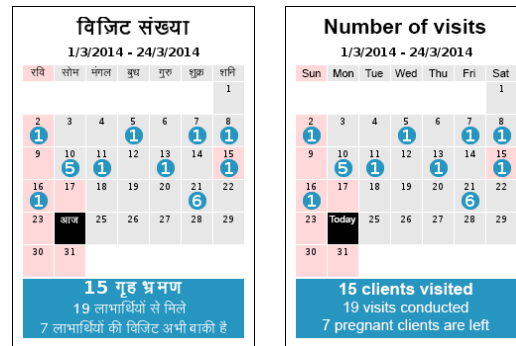 विज़िट संख्या
1/3/2014 - 24/3/2014
रवि सोम मंगल बुध गुरु शुक्र शनि
1
2 3 4 5 6 7 8
1 1 1 1
9 10 11 12 13 14 15
5 1 1 1
16 17 18 19 20 21 22
1 6
23 आज 25 26 27 28 29
30 31
15 गृह भ्रमण
19 लाभार्थियों से मिले
7 लाभार्थियों की विजिट अभी बाकी है
Number of visits
1/3/2014 - 24/3/2014
Sun Mon Tue Wed Thu Fri Sat
1
2 3 4 5 6 7 8
1 1 1 1
9 10 11 12 13 14 15
5 1 1 1
16 17 18 19 20 21 22
1 6
23 Today 25 26 27 28 29
30 31
15 clients visited
19 visits conducted
7 pregnant clients are left